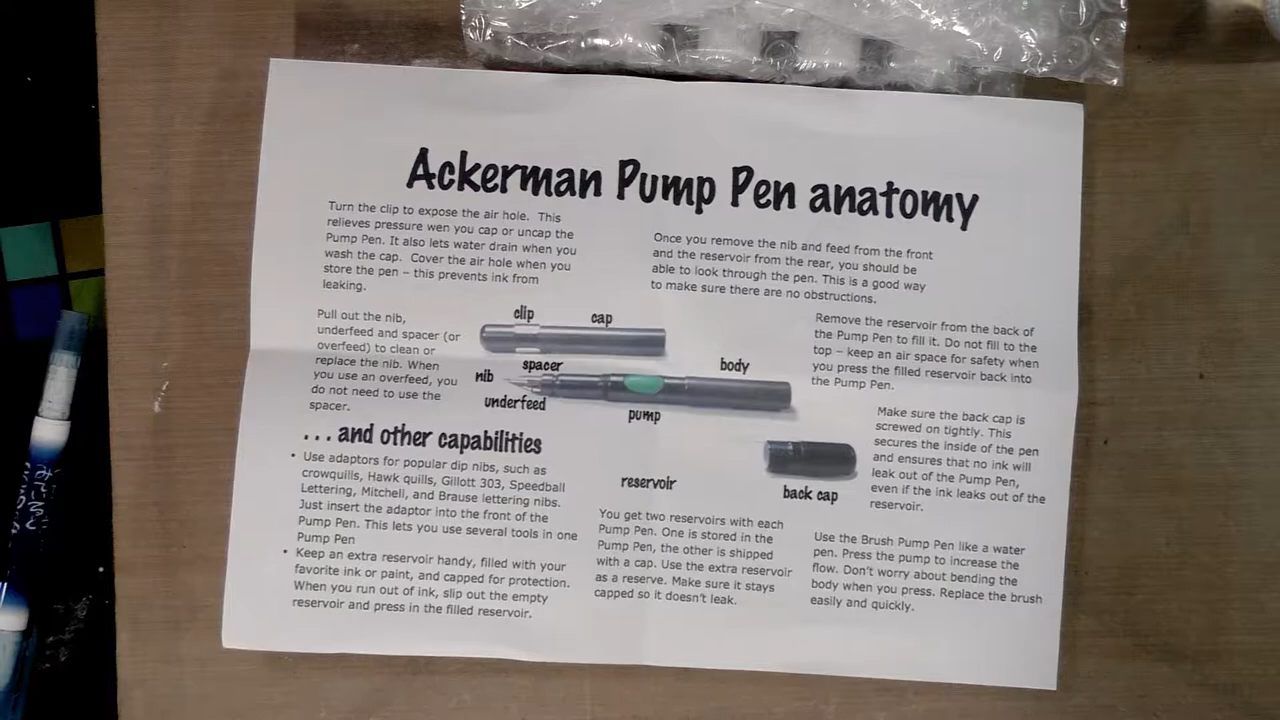 Ackerman Pump Pen anatomy
Turn the clip to expose the air hole. This
relieves pressure wen you cap or uncap the
Pump Pen. It also lets water drain when you
wash the cap. Cover the air hole when you
store the pen – this prevents ink from
leaking.
Once you remove the nib and feed from the front
and the reservoir from the rear, you should be
able to look through the pen. This is a good way
to make sure there are no obstructions.
Pull out the nib,
underfeed and spacer (or
overfeed) to clean or
replace the nib. When
you use an overfeed, you
do not need to use the
spacer.
clip
cap
spacer
nib
underfeed
pump
body
Remove the reservoir from the back of
the Pump Pen to fill it. Do not fill to the
top – keep an air space for safety when
you press the filled reservoir back into
the Pump Pen.
Make sure the back cap is
screwed on tightly. This
secures the inside of the pen
and ensures that no ink will
leak out of the Pump Pen,
even if the ink leaks out of the
reservoir.
back cap
reservoir
. . . and other capabilities
• Use adaptors for popular dip nibs, such as
crowquills, Hawk quills, Gillott 303, Speedball
Lettering, Mitchell, and Brause lettering nibs.
Just insert the adaptor into the front of the
Pump Pen. This lets you use several tools in one
Pump Pen
• Keep an extra reservoir handy, filled with your
favorite ink or paint, and capped for protection.
When you run out of ink, slip out the empty
reservoir and press in the filled reservoir.
You get two reservoirs with each
Pump Pen. One is stored in the
Pump Pen, the other is shipped
with a cap. Use the extra reservoir
as a reserve. Make sure it stays
capped so it doesn't leak.
Use the Brush Pump Pen like a water
pen. Press the pump to increase the
flow. Don't worry about bending the
body when you press. Replace the brush
easily and quickly.